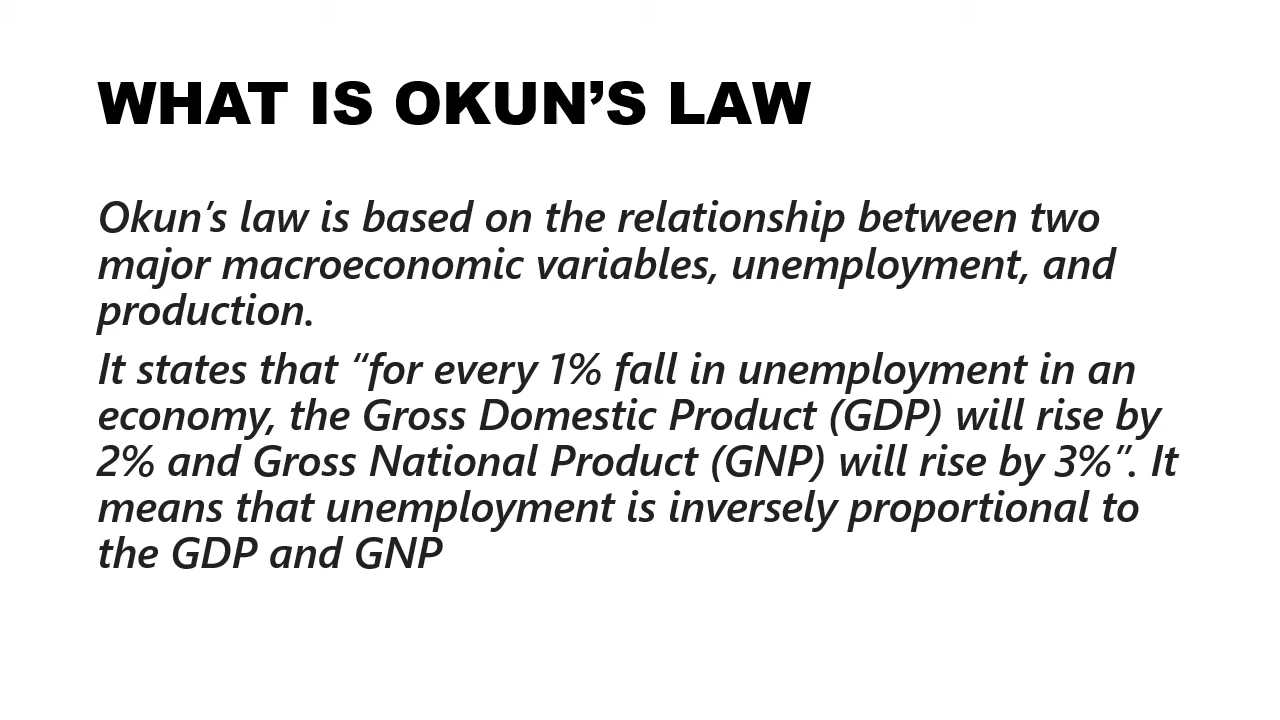 WHAT IS OKUN’S LAW
Okun’s law is based on the relationship between two
major macroeconomic variables, unemployment, and
production.
It states that “for every 1% fall in unemployment in an
economy, the Gross Domestic Product (GDP) will rise by
2% and Gross National Product (GNP) will rise by 3%”. It
means that unemployment is inversely proportional to
the GDP and GNP